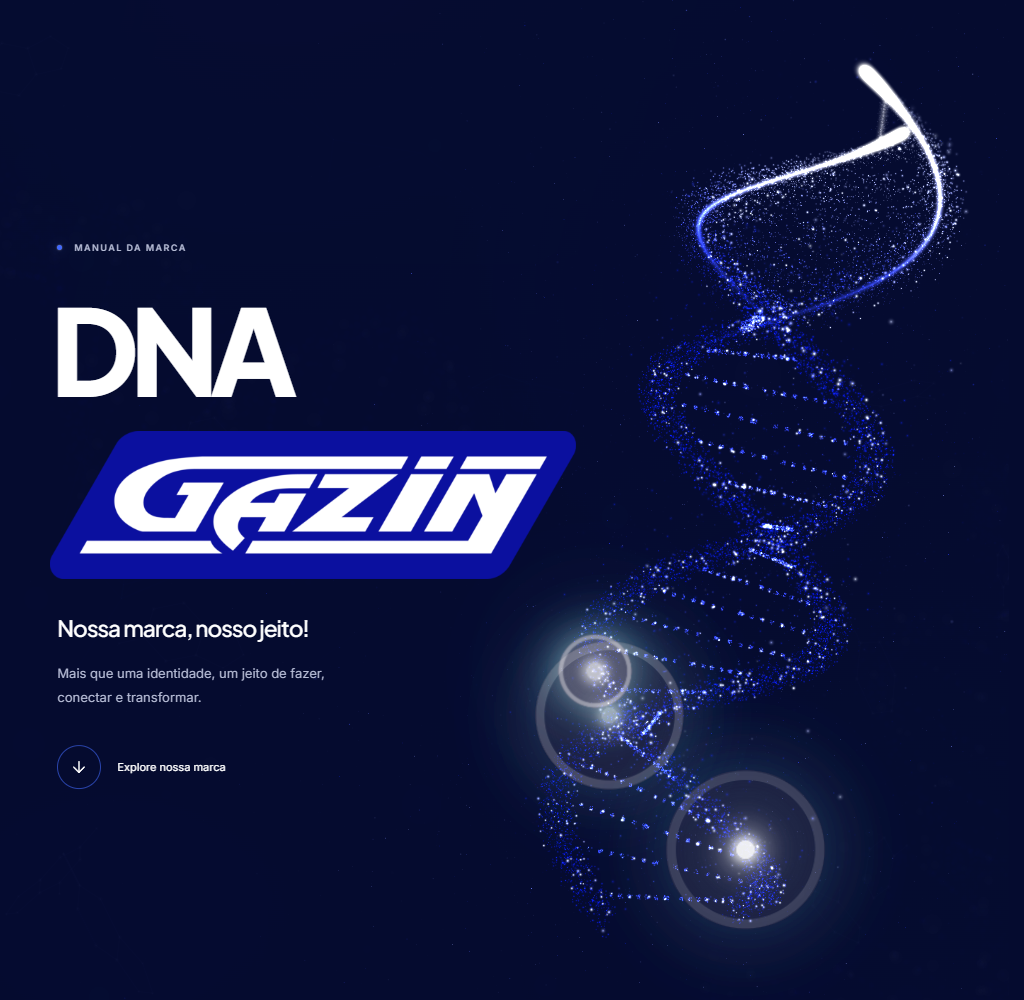 MANUAL DA MARCA
DNA
GAZIN
Nossa marca, nosso jeito!
Mais que uma identidade, um jeito de fazer,
conectar e transformar.
Explore nossa marca